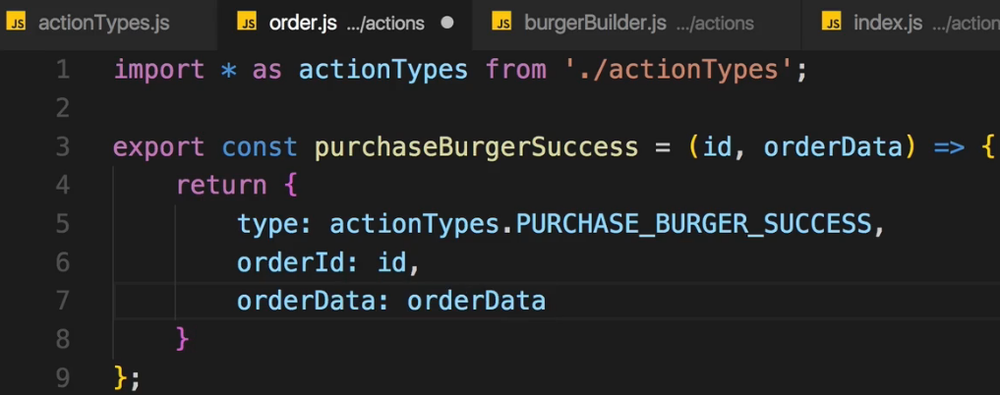 JS actionTypes.js JS order.js .../actions JS burgerBuilder.js .../actions JS index.js .../action
1 import * as actionTypes from './actionTypes';
2
3 export const purchaseBurgerSuccess = (id, orderData) => {
4 return {
5 type: actionTypes.PURCHASE_BURGER_SUCCESS,
6 orderId: id,
7 orderData: orderData
8 }
9 };